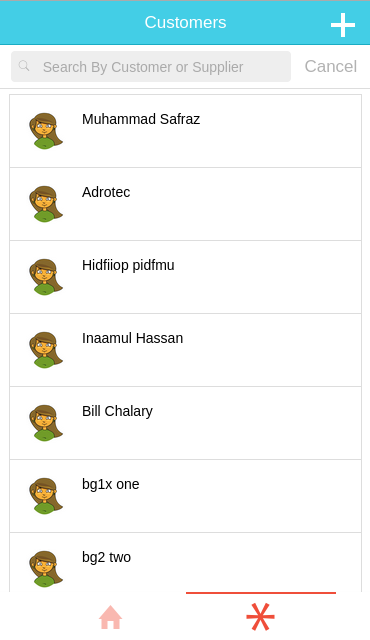 Customers
Search By Customer or Supplier
Cancel
Muhammad Safraz
Adrotec
Hidfiiop pidfmu
Inaamul Hassan
Bill Chalary
bg1x one
bg2 two